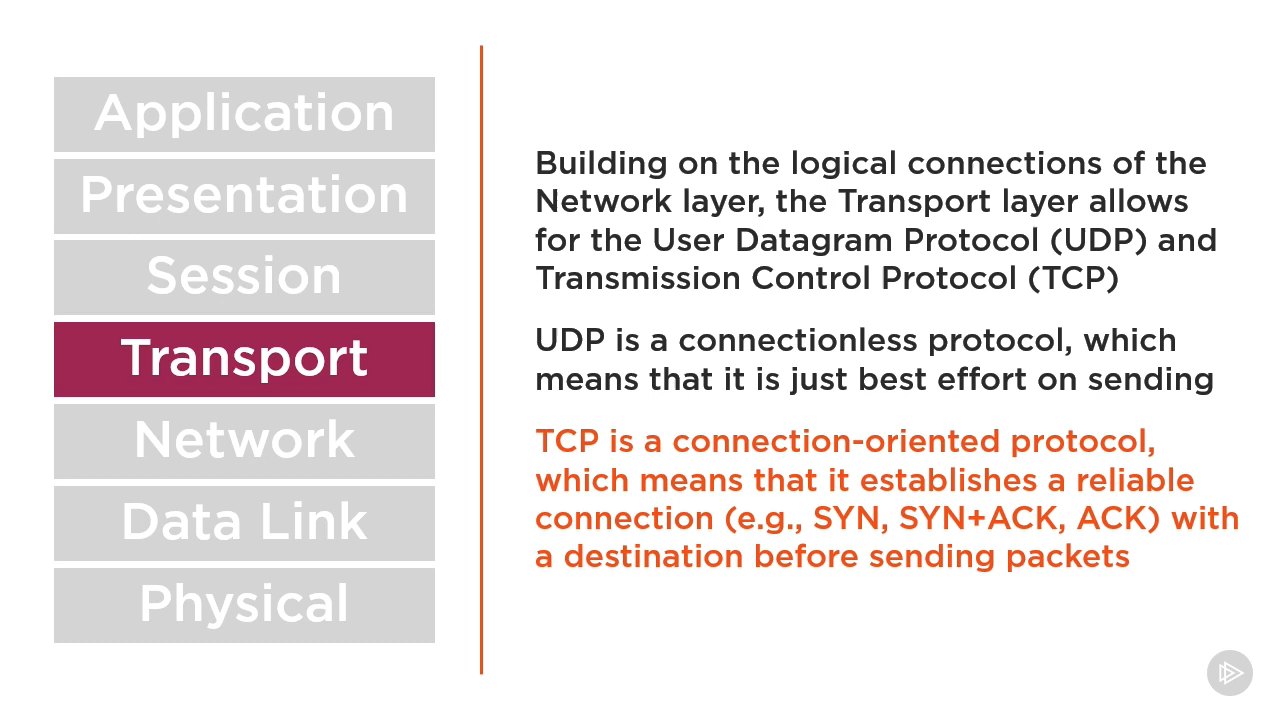 Application
Presentation
Session
Transport
Network
Data Link
Physical
Building on the logical connections of the
Network layer, the Transport layer allows
for the User Datagram Protocol (UDP) and
Transmission Control Protocol (TCP)
UDP is a connectionless protocol, which
means that it is just best effort on sending
TCP is a connection-oriented protocol,
which means that it establishes a reliable
connection (e.g., SYN, SYN+ACK, ACK) with
a destination before sending packets